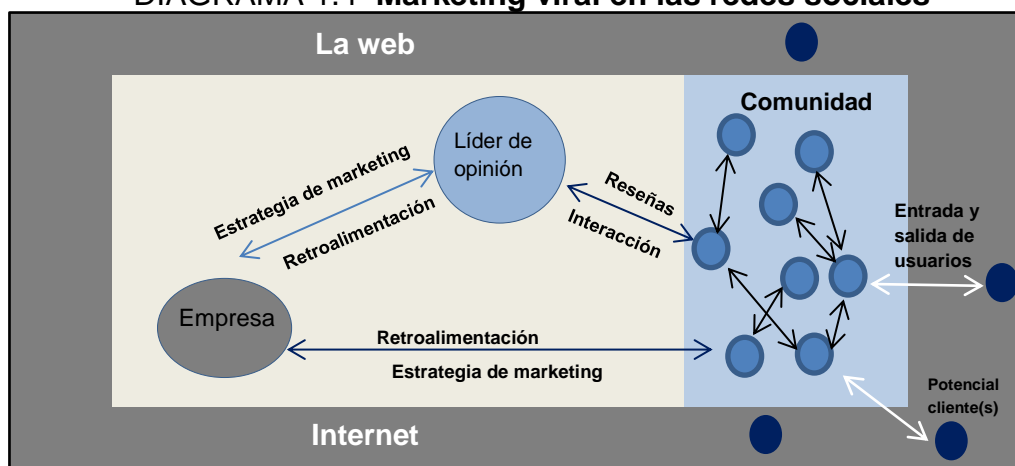 DIAGRAMA 1.1 Marketing viral en las redes sociales
La web
Comunidad
Líder de
opinión
Estrategia de marketing
Retroalimentación
Reseñas
Interacción
Entrada y
salida de
usuarios
Empresa
Retroalimentación
Estrategia de marketing
Potencial
cliente(s)
Internet